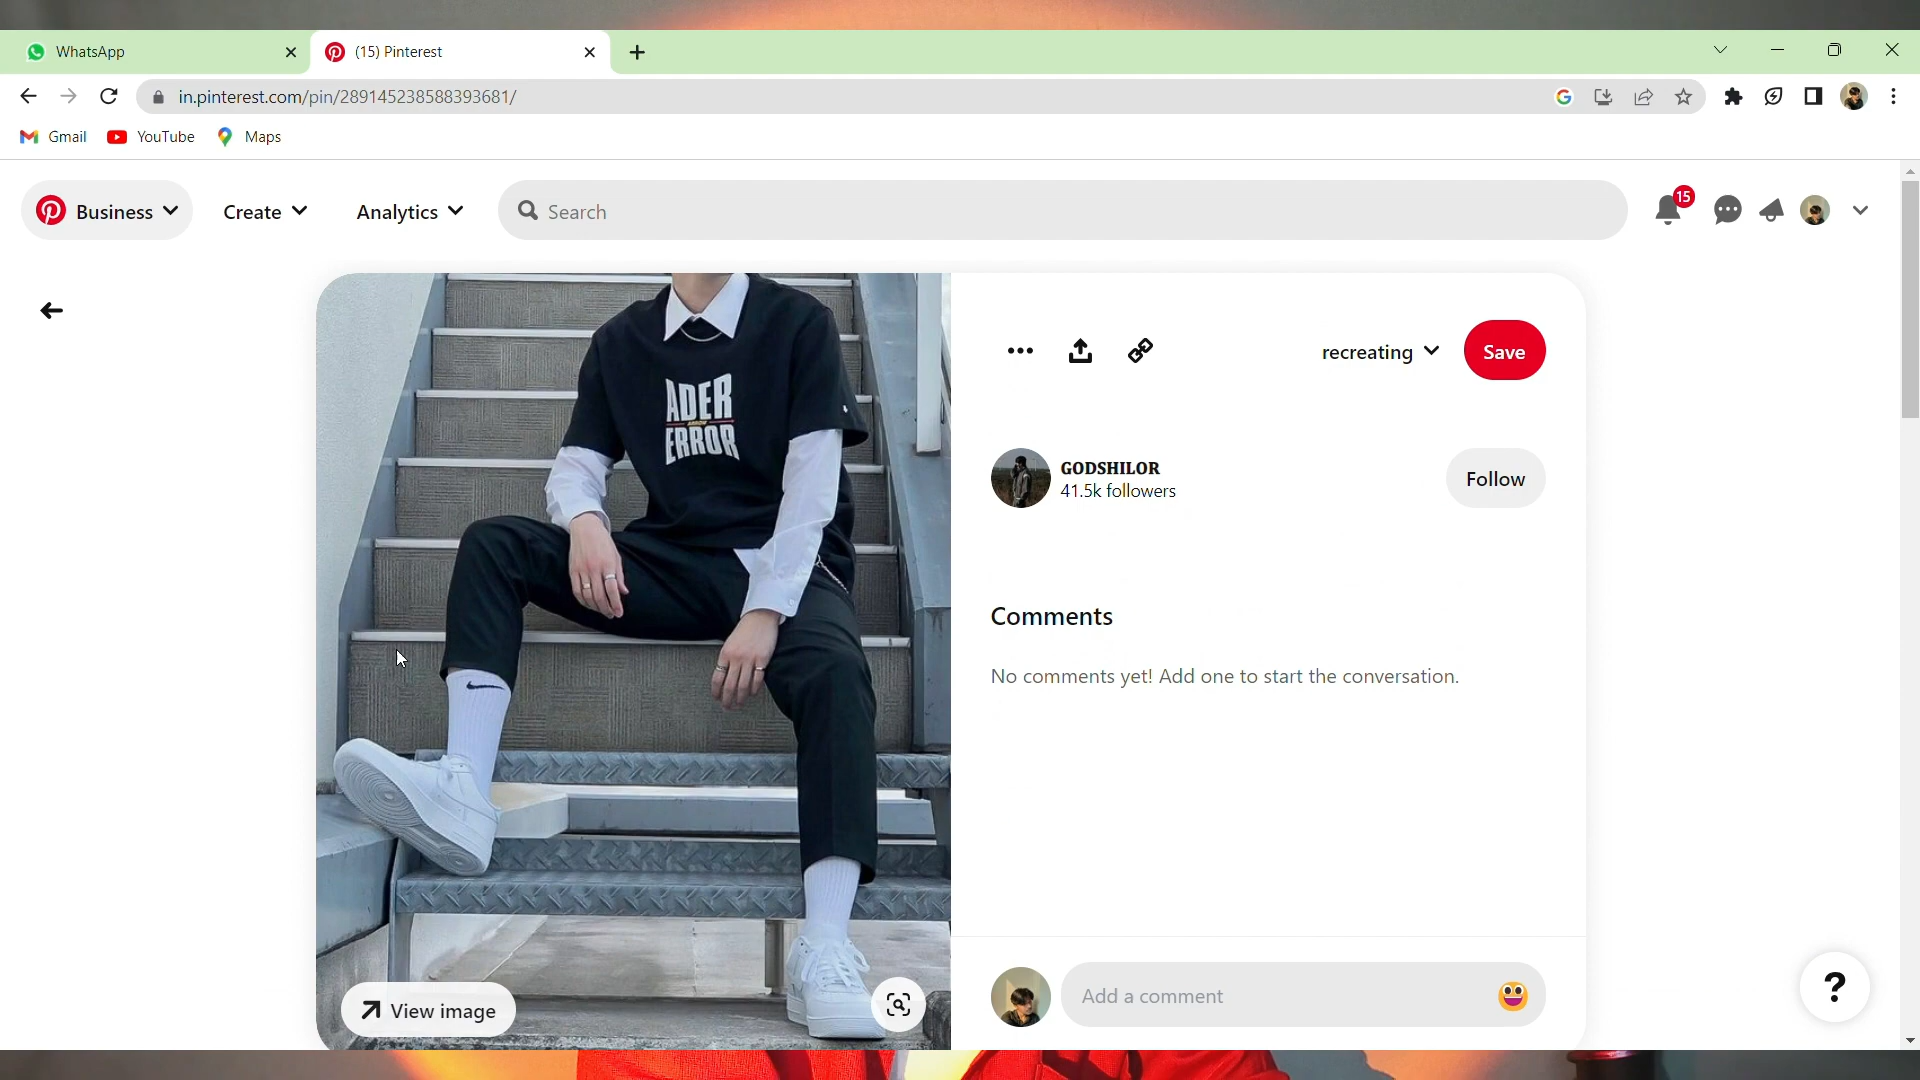 WhatsApp
(15) Pinterest
in.pinterest.com/pin/289145238588393681/
Gmail
YouTube
Maps
Business
Create
Analytics
Search
15
ADER
ERROR
recreating
Save
GODSHILOR
41.5k followers
Follow
Comments
No comments yet! Add one to start the conversation.
View image
Add a comment
?